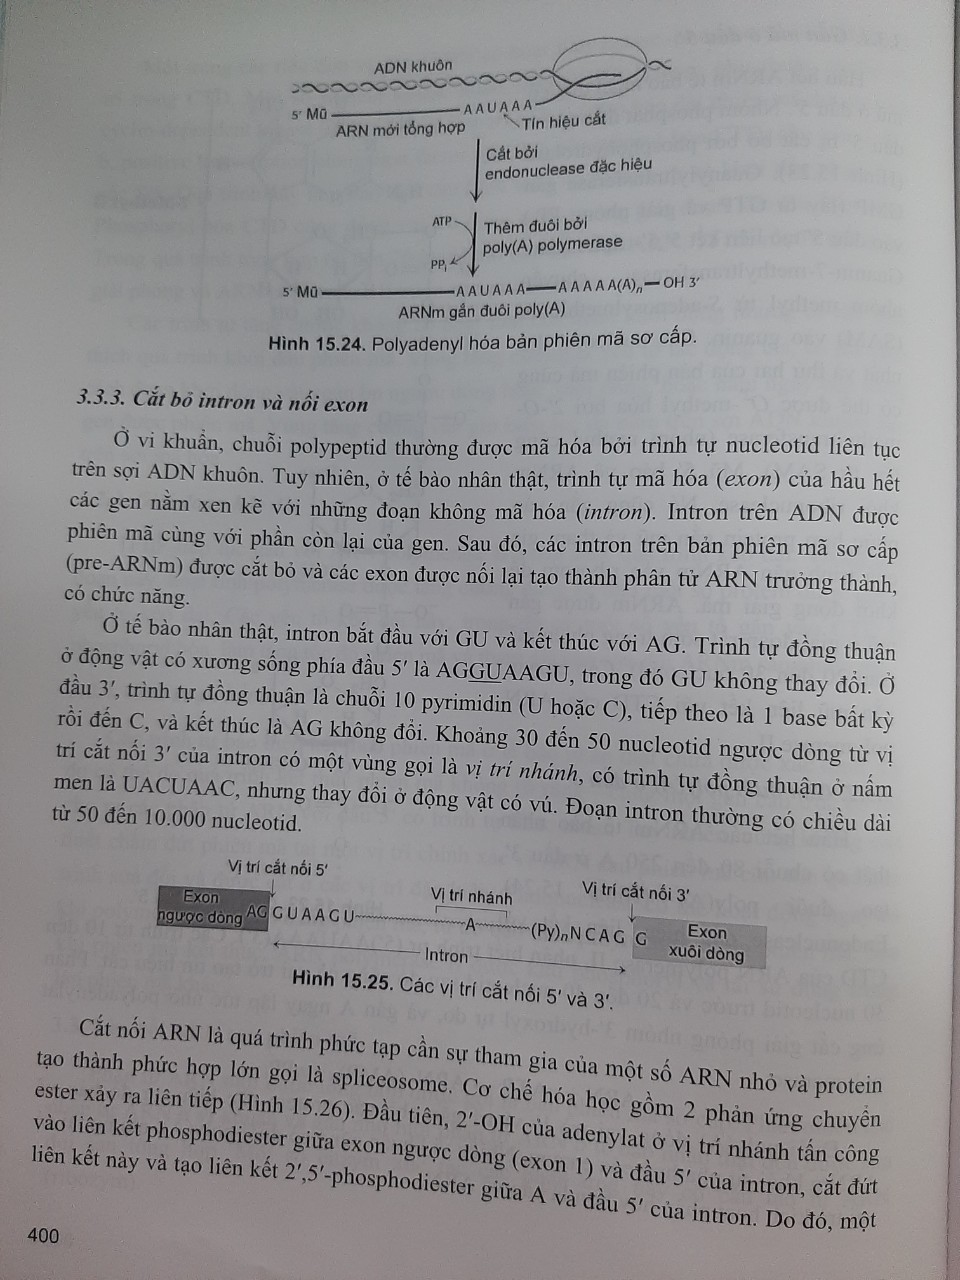 ADN khuôn
5' Mũ
AAUAAA
ARN mới tổng hợp
Tín hiệu cắt
Cắt bởi
endonuclease đặc hiệu
ATP
PPi
Thêm đuôi bởi
poly(A) polymerase
5' Mũ AAUAAA AAAAA(A)n OH 3'
ARNm gắn đuôi poly(A)
Hình 15.24. Polyadenyl hóa bản phiên mã sơ cấp.
3.3.3. Cắt bỏ intron và nối exon
Ở vi khuẩn, chuỗi polypeptid thường được mã hóa bởi trình tự nucleotid liên tục
trên sợi ADN khuôn. Tuy nhiên, ở tế bào nhân thật, trình tự mã hóa (exon) của hầu hết
các gen nằm xen kẽ với những đoạn không mã hóa (intron). Intron trên ADN được
phiên mã cùng với phần còn lại của gen. Sau đó, các intron trên bản phiên mã sơ cấp
(pre-ARNm) được cắt bỏ và các exon được nối lại tạo thành phân tử ARN trưởng thành,
có chức năng.
Ở tế bào nhân thật, intron bắt đầu với GU và kết thúc với AG. Trình tự đồng thuận
ở động vật có xương sống phía đầu 5' là AGGUAAGU, trong đó GU không thay đổi. Ở
đầu 3', trình tự đồng thuận là chuỗi 10 pyrimidin (U hoặc C), tiếp theo là 1 base bất kỳ
rồi đến C, và kết thúc là AG không đổi. Khoảng 30 đến 50 nucleotid ngược dòng từ vị
trí cắt nối 3' của intron có một vùng gọi là vị trí nhánh, có trình tự đồng thuận ở nấm
men là UACUAAC, nhưng thay đổi ở động vật có vú. Đoạn intron thường có chiều dài
từ 50 đến 10.000 nucleotid.
Vị trí cắt nối 5'
Vị trí nhánh
Vị trí cắt nối 3'
Exon
ngược dòng
AG GUAAGU A (Py)nNCAG G
Exon
xuôi dòng
Intron
Hình 15.25. Các vị trí cắt nối 5' và 3'.
Cắt nối ARN là quá trình phức tạp cần sự tham gia của một số ARN nhỏ và protein
tạo thành phức hợp lớn gọi là spliceosome. Cơ chế hóa học gồm 2 phản ứng chuyển
ester xảy ra liên tiếp (Hình 15.26). Đầu tiên, 2'-OH của adenylat ở vị trí nhánh tấn công
vào liên kết phosphodiester giữa exon ngược dòng (exon 1) và đầu 5' của intron, cắt đứt
liên kết này và tạo liên kết 2',5'-phosphodiester giữa A và đầu 5' của intron. Do đó, một
400